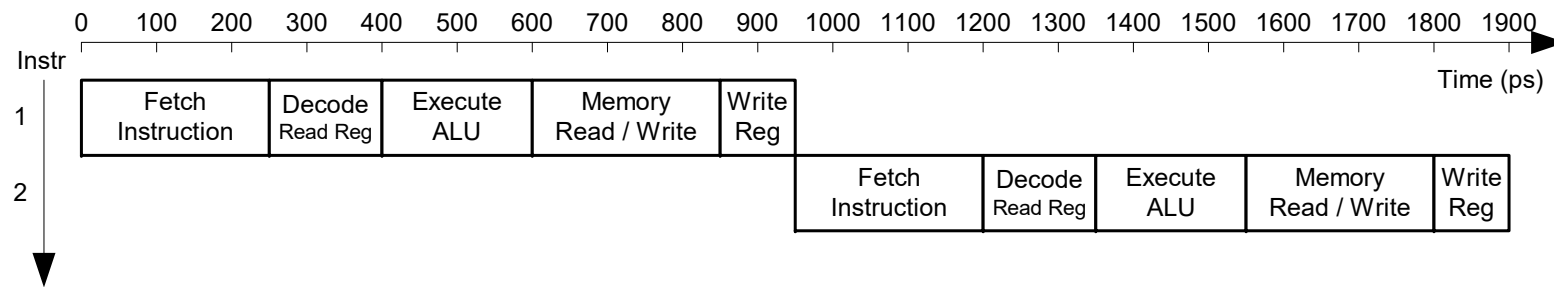 0 100 200 300 400 500 600 700 800 900 1000 1100 1200 1300 1400 1500 1600 1700 1800 1900
Instr
Time (ps)
1
Fetch
Instruction
Decode
Read Reg
Execute
ALU
Memory
Read / Write
Write
Reg
2
Fetch
Instruction
Decode
Read Reg
Execute
ALU
Memory
Read / Write
Write
Reg